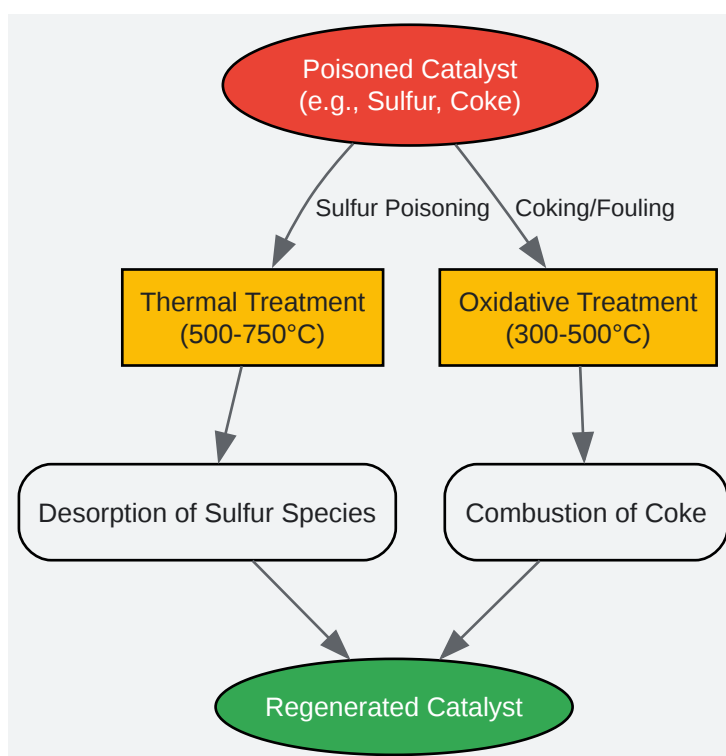 Poisoned Catalyst
(e.g., Sulfur, Coke)
Sulfur Poisoning
Coking/Fouling
Thermal Treatment
(500-750°C)
Oxidative Treatment
(300-500°C)
Desorption of Sulfur Species
Combustion of Coke
Regenerated Catalyst